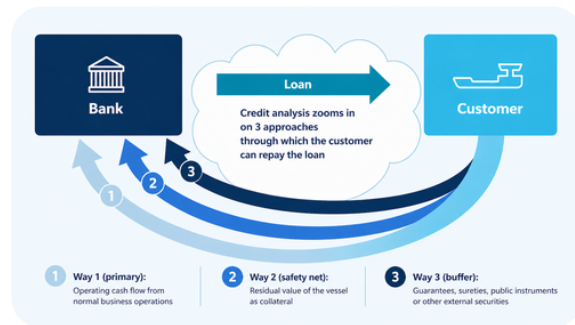 Loan
Bank
Customer
Credit analysis zooms in
on 3 approaches
through which the customer
can repay the loan
1
2
3
1 Way 1 (primary):
Operating cash flow from
normal business operations
2 Way 2 (safety net):
Residual value of the vessel
as collateral
3 Way 3 (buffer):
Guarantees, sureties, public instruments
or other external securities